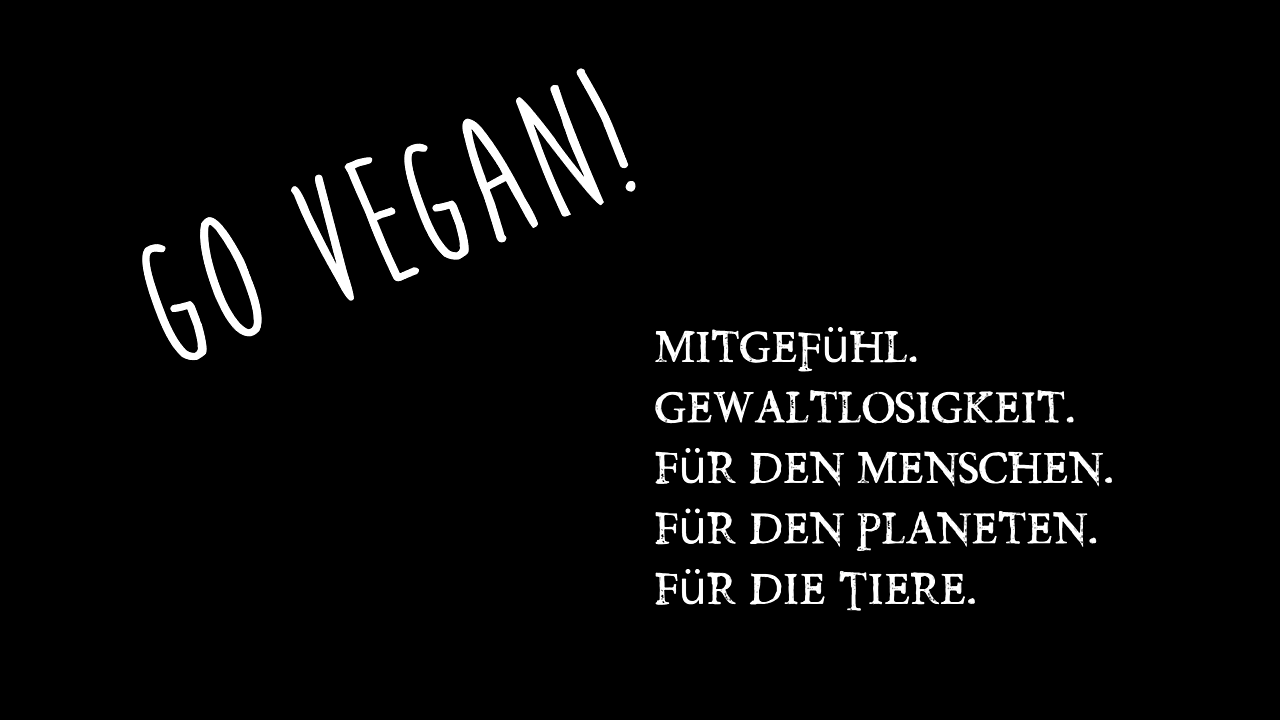 GO VEGAN!
MITGEFÜHL.
GEWALTLOSIGKEIT.
FÜR DEN MENSCHEN.
FÜR DEN PLANETEN.
FÜR DIE TIERE.